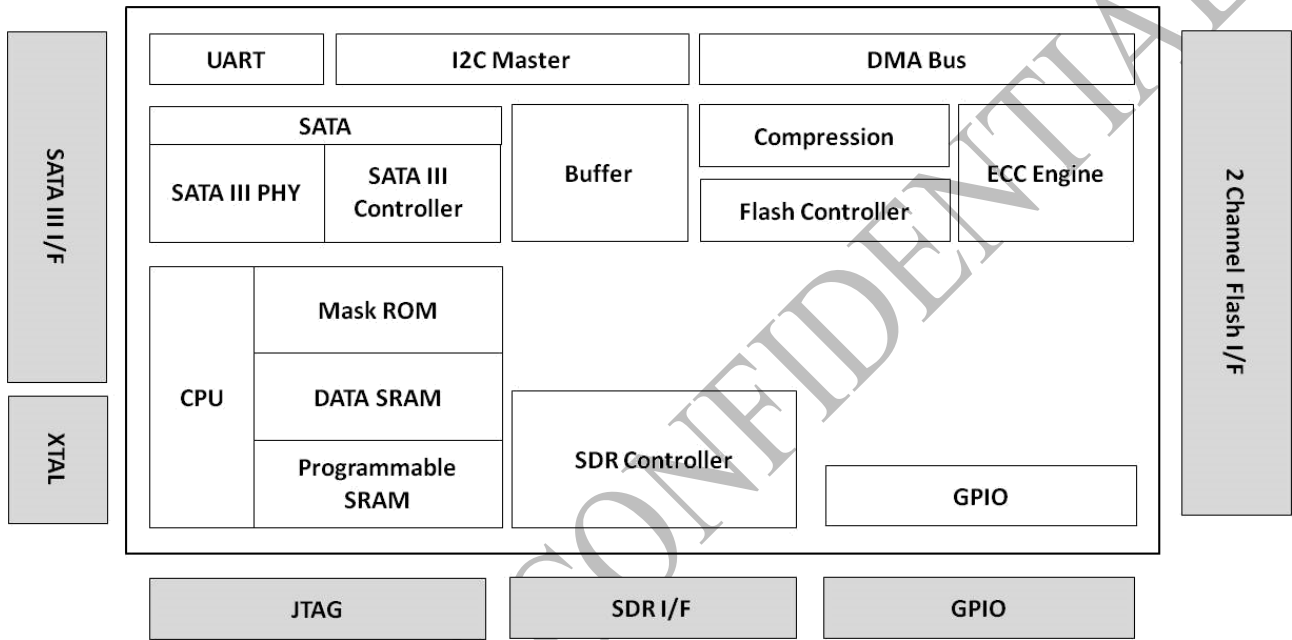 UART
I2C Master
DMA Bus
SATA III I/F
SATA
SATA III PHY
SATA III
Controller
Buffer
Compression
Flash Controller
ECC Engine
2 Channel Flash I/F
CPU
Mask ROM
DATA SRAM
Programmable
SRAM
SDR Controller
GPIO
XTAL
JTAG
SDR I/F
GPIO
CONFIDENTIAL